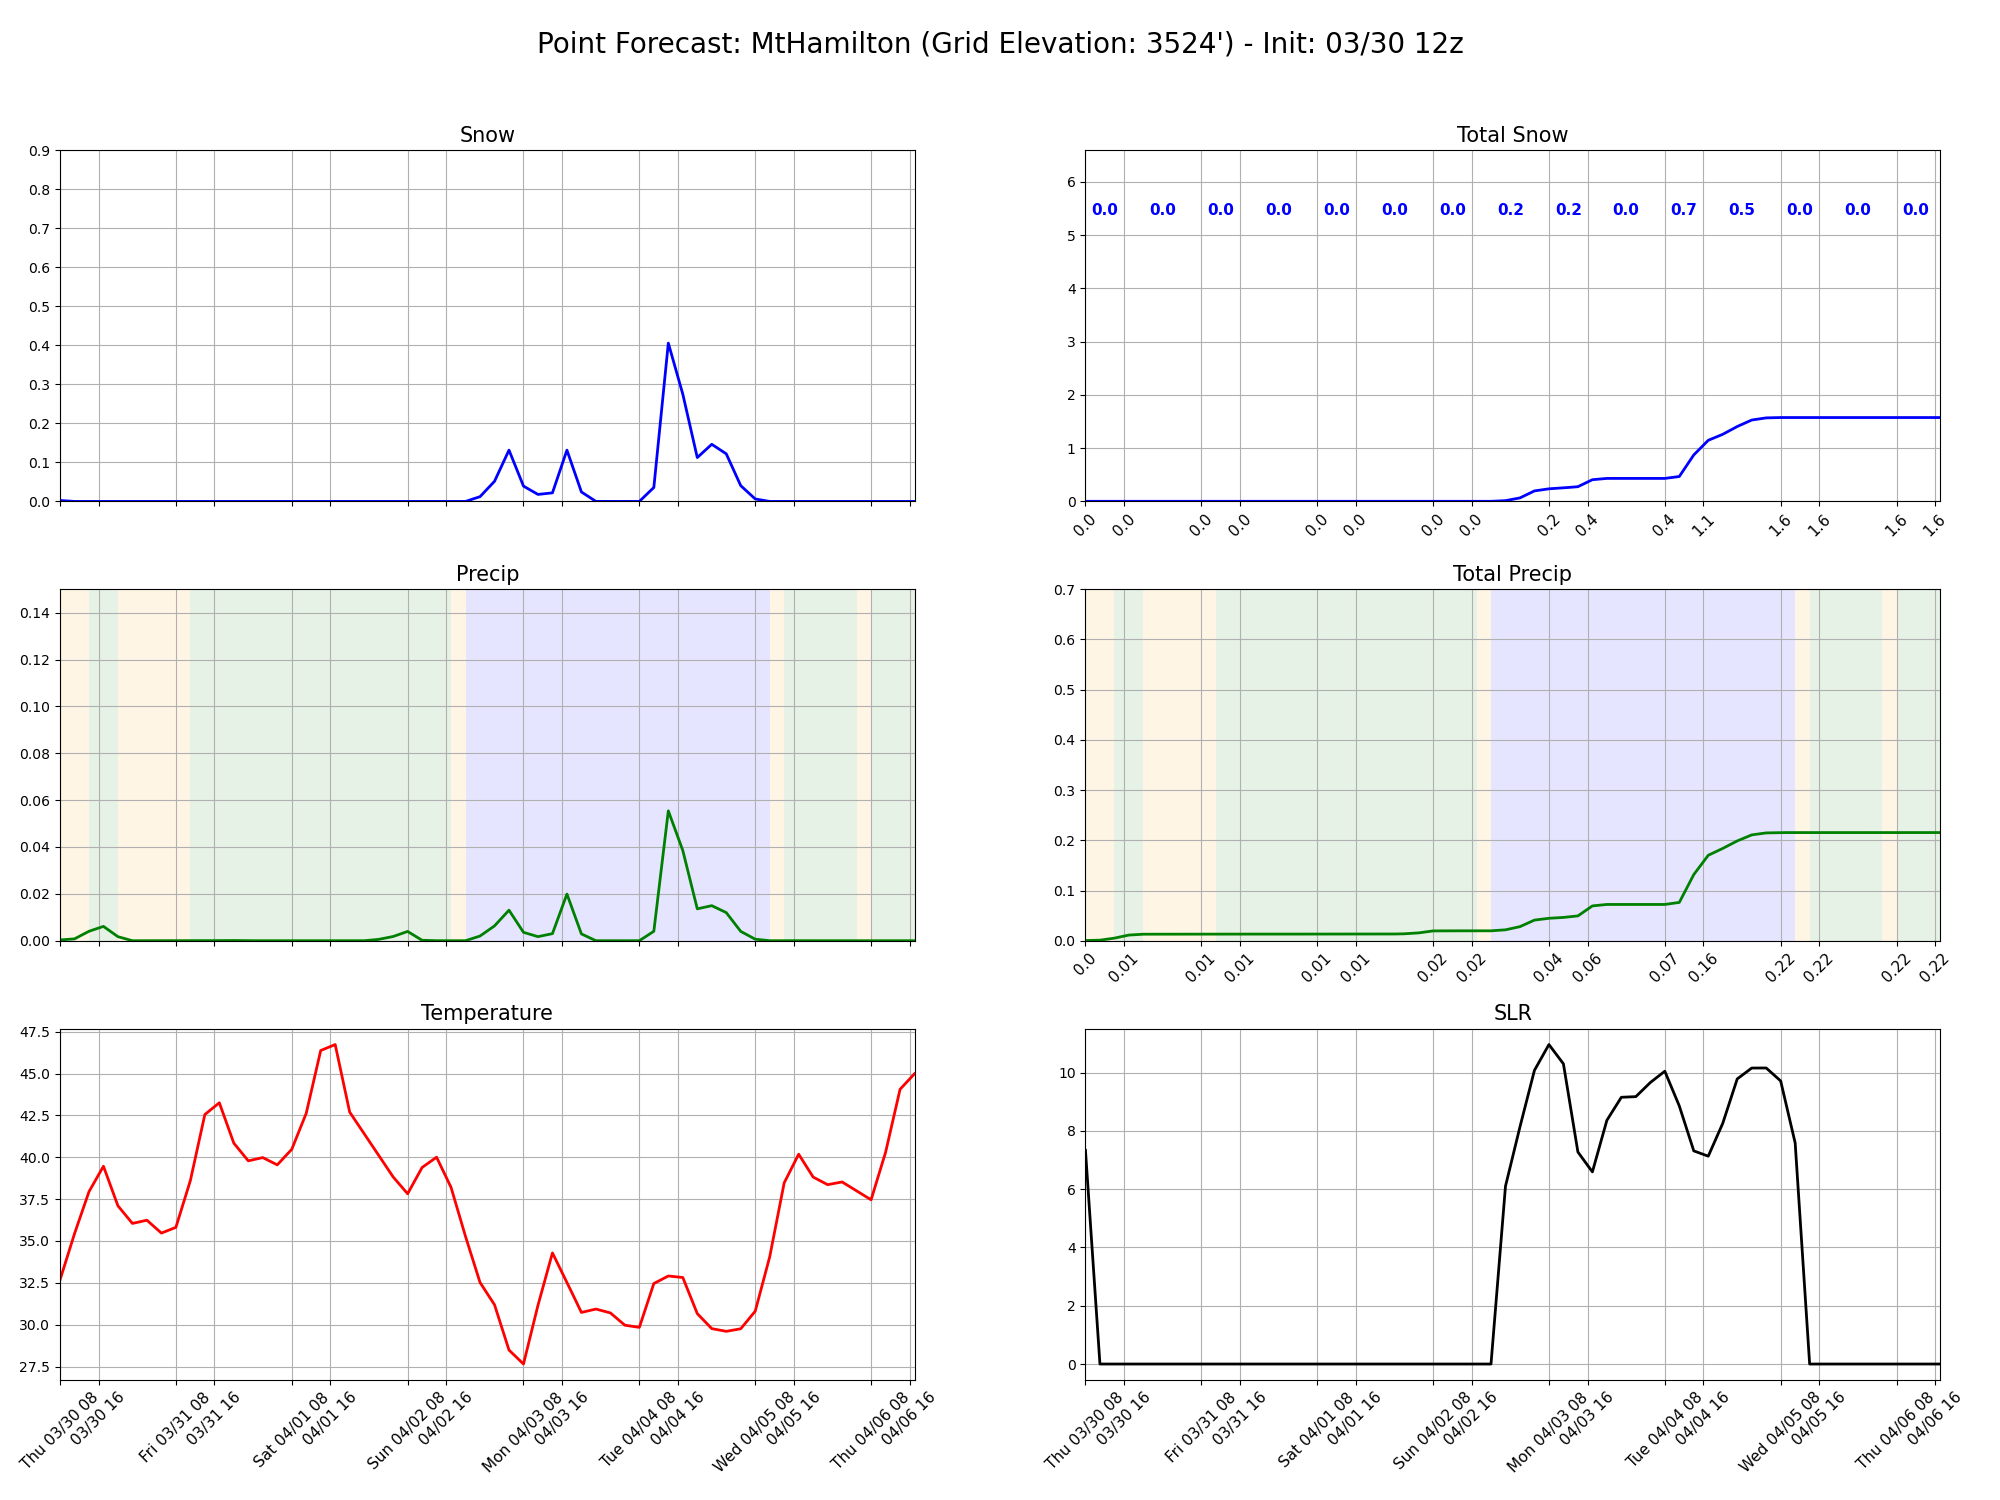 Point Forecast: MtHamilton (Grid Elevation: 3524') - Init: 03/30 12z
Snow
0.9
0.8
0.7
0.6
0.5
0.4
0.3
0.2
0.1
0.0
Total Snow
6
5
4
3
2
1
0
0.0 0.0 0.0 0.0 0.0 0.0 0.0 0.2 0.2 0.0 0.7 0.5 0.0 0.0 0.0
0.0 0.0 0.0 0.0 0.0 0.0 0.0 0.0 0.2 0.4 0.4 1.1 1.6 1.6 1.6 1.6
Precip
0.14
0.12
0.10
0.08
0.06
0.04
0.02
0.00
Total Precip
0.7
0.6
0.5
0.4
0.3
0.2
0.1
0.0
0.0 0.01 0.01 0.01 0.01 0.01 0.02 0.02 0.04 0.06 0.07 0.16 0.22 0.22 0.22 0.22
Temperature
47.5
45.0
42.5
40.0
37.5
35.0
32.5
30.0
27.5
Thu 03/30 08
03/30 16
Fri 03/31 08
03/31 16
Sat 04/01 08
04/01 16
Sun 04/02 08
04/02 16
Mon 04/03 08
04/03 16
Tue 04/04 08
04/04 16
Wed 04/05 08
04/05 16
Thu 04/06 08
04/06 16
SLR
10
8
6
4
2
0
Thu 03/30 08
03/30 16
Fri 03/31 08
03/31 16
Sat 04/01 08
04/01 16
Sun 04/02 08
04/02 16
Mon 04/03 08
04/03 16
Tue 04/04 08
04/04 16
Wed 04/05 08
04/05 16
Thu 04/06 08
04/06 16